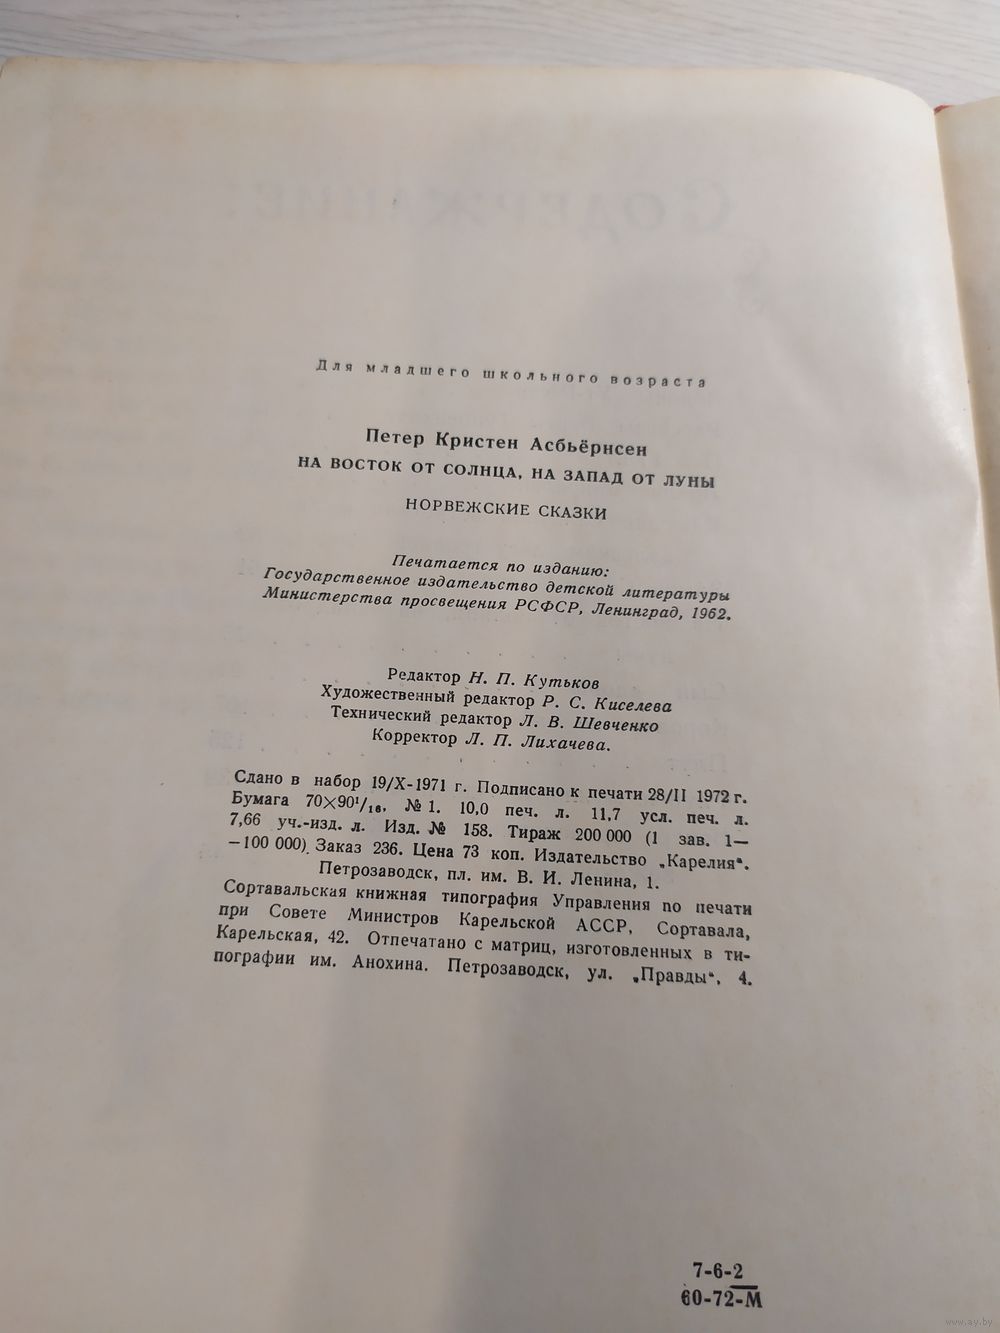 Для младшего школьного возраста
Петер Кристен Асбьёрнсен
НА ВОСТОК ОТ СОЛНЦА, НА ЗАПАД ОТ ЛУНЫ
НОРВЕЖСКИЕ СКАЗКИ
Печатается по изданию:
Государственное издательство детской литературы
Министерства просвещения РСФСР, Ленинград, 1962.
Редактор Н. П. Кутьков
Художественный редактор Р. С. Киселева
Технический редактор Л. В. Шевченко
Корректор Л. П. Лихачева.
Сдано в набор 19/X-1971 г. Подписано к печати 28/II 1972 г.
Бумага 70×90¹/₁₆. № 1. 10,0 печ. л. 11,7 усл. печ. л.
7,66 уч.-изд. л. Изд. № 158. Тираж 200 000 (1 зав. 1—
—100 000). Заказ 236. Цена 73 коп. Издательство „Карелия“.
Петрозаводск, пл. им. В. И. Ленина, 1.
Сортавальская книжная типография Управления по печати
при Совете Министров Карельской АССР, Сортавала,
Карельская, 42. Отпечатано с матриц, изготовленных в ти-
пографии им. Анохина. Петрозаводск, ул. „Правды“, 4.
7-6-2
60-72-М
www.ay.by